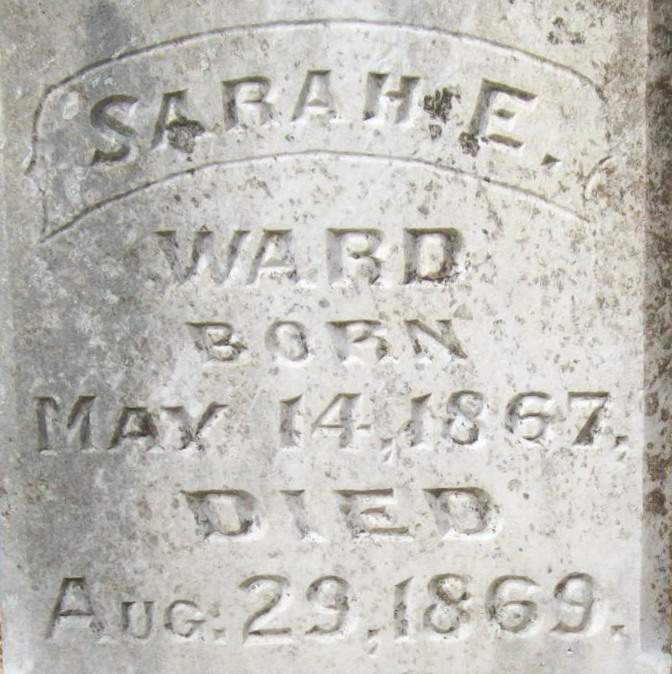 SARAH E.
WARD
BORN
MAY 14, 1867,
DIED
AUG. 29, 1869.